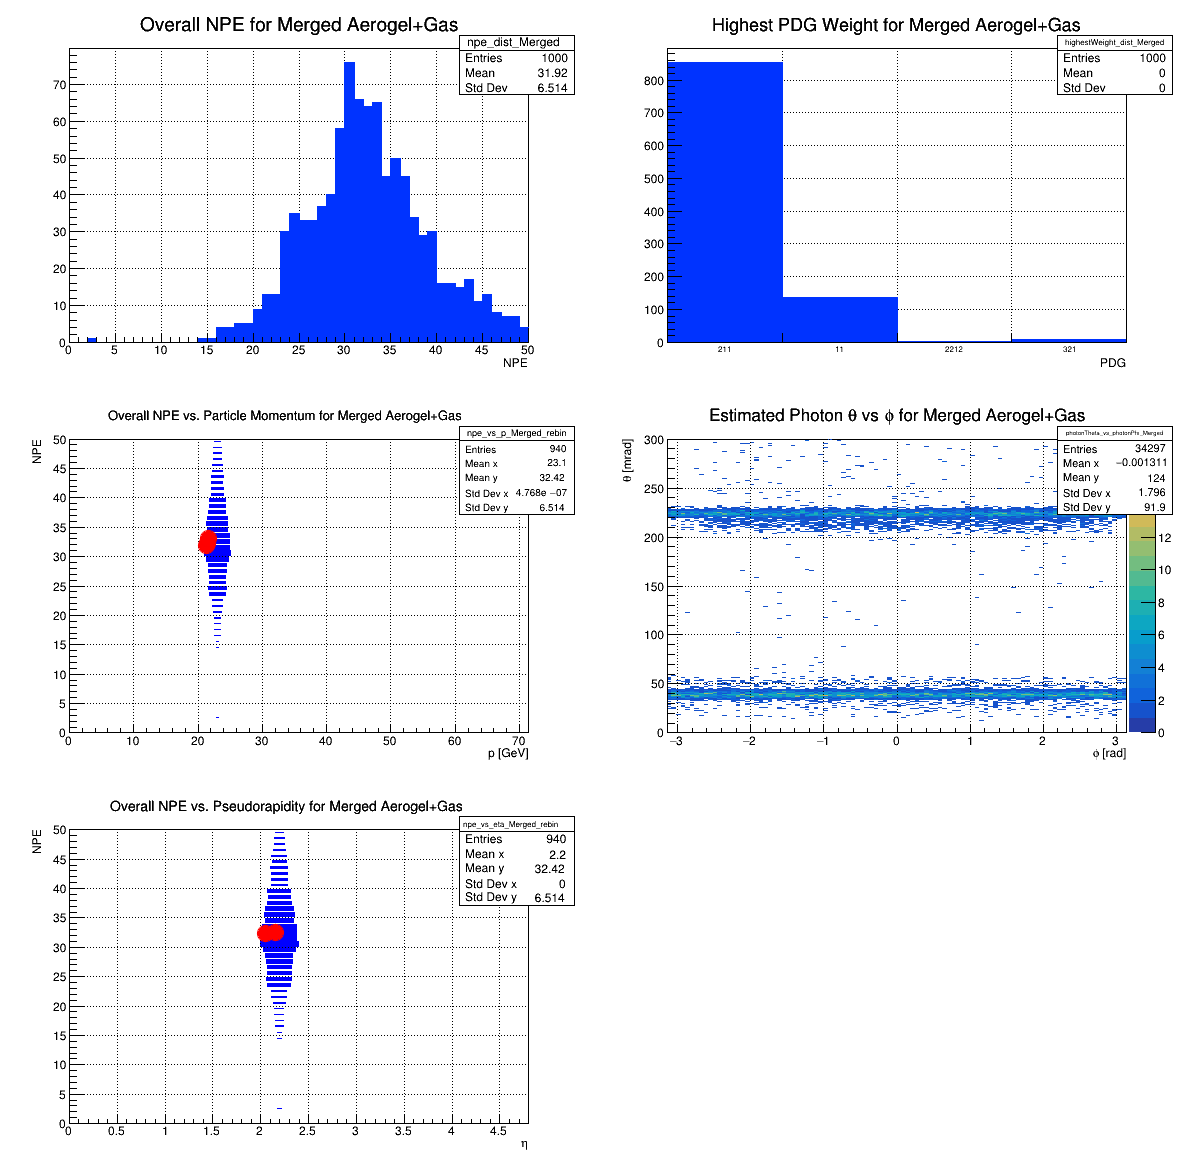 Overall NPE for Merged Aerogel+Gas
npe_dist_Merged
Entries 1000
Mean 31.92
Std Dev 6.514
70
60
50
40
30
20
10
0
0 5 10 15 20 25 30 35 40 45 50
NPE
Highest PDG Weight for Merged Aerogel+Gas
highestWeight_dist_Merged
Entries 1000
Mean 0
Std Dev 0
800
700
600
500
400
300
200
100
0
211 11 2212 321
PDG
Overall NPE vs. Particle Momentum for Merged Aerogel+Gas
npe_vs_p_Merged_rebin
Entries 940
Mean x 23.1
Mean y 32.42
Std Dev x 4.768e −07
Std Dev y 6.514
NPE
50
45
40
35
30
25
20
15
10
5
0
0 10 20 30 40 50 60 70
p [GeV]
Estimated Photon θ vs ϕ for Merged Aerogel+Gas
photonTheta_vs_photonPhi_Merged
Entries 34297
Mean x −0.001311
Mean y 124
Std Dev x 1.796
Std Dev y 91.9
θ [mrad]
300
250
200
150
100
50
0
−3 −2 −1 0 1 2 3
ϕ [rad]
12
10
8
6
4
2
0
Overall NPE vs. Pseudorapidity for Merged Aerogel+Gas
npe_vs_eta_Merged_rebin
Entries 940
Mean x 2.2
Mean y 32.42
Std Dev x 0
Std Dev y 6.514
NPE
50
45
40
35
30
25
20
15
10
5
0
0 0.5 1 1.5 2 2.5 3 3.5 4 4.5
η